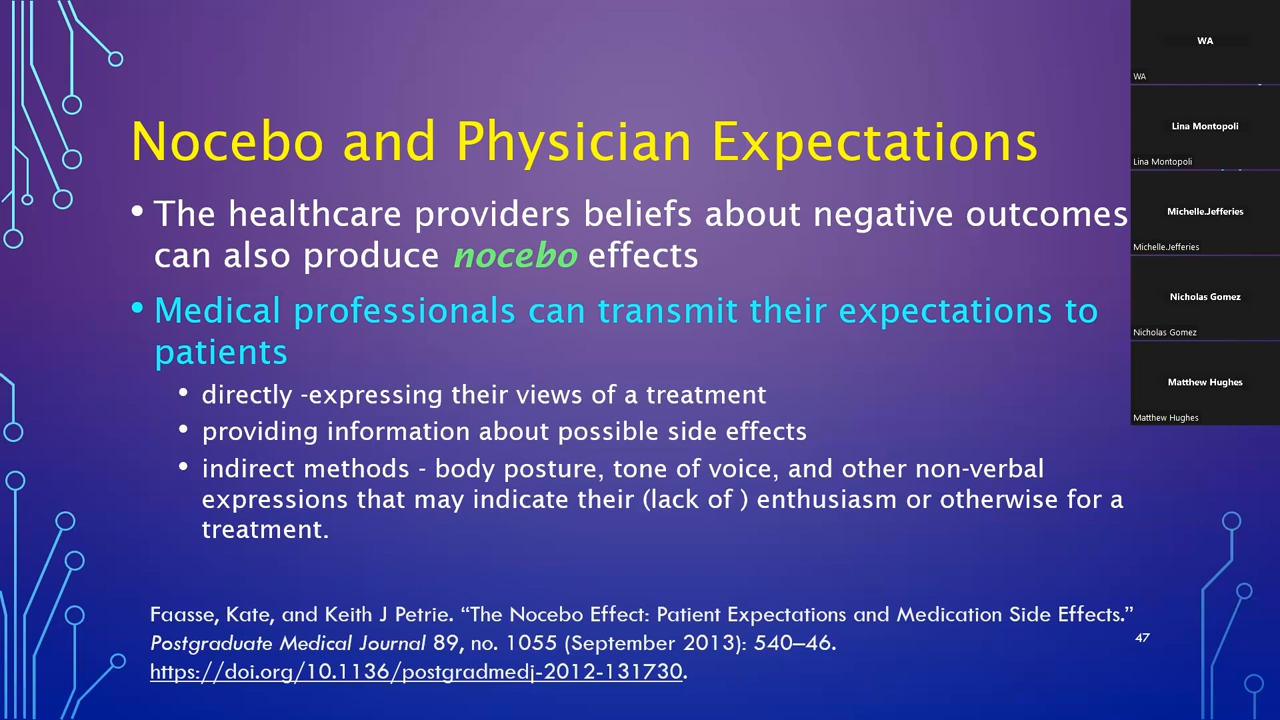 Nocebo and Physician Expectations
• The healthcare providers beliefs about negative outcomes
can also produce nocebo effects
• Medical professionals can transmit their expectations to
patients
• directly -expressing their views of a treatment
• providing information about possible side effects
• indirect methods - body posture, tone of voice, and other non-verbal
expressions that may indicate their (lack of ) enthusiasm or otherwise for a
treatment.
Faasse, Kate, and Keith J Petrie. “The Nocebo Effect: Patient Expectations and Medication Side Effects.”
Postgraduate Medical Journal 89, no. 1055 (September 2013): 540–46.
https://doi.org/10.1136/postgradmedj-2012-131730.
47
WA
WA
Lina Montopoli
Lina Montopoli
Michelle.Jefferies
Michelle.Jefferies
Nicholas Gomez
Nicholas Gomez
Matthew Hughes
Matthew Hughes